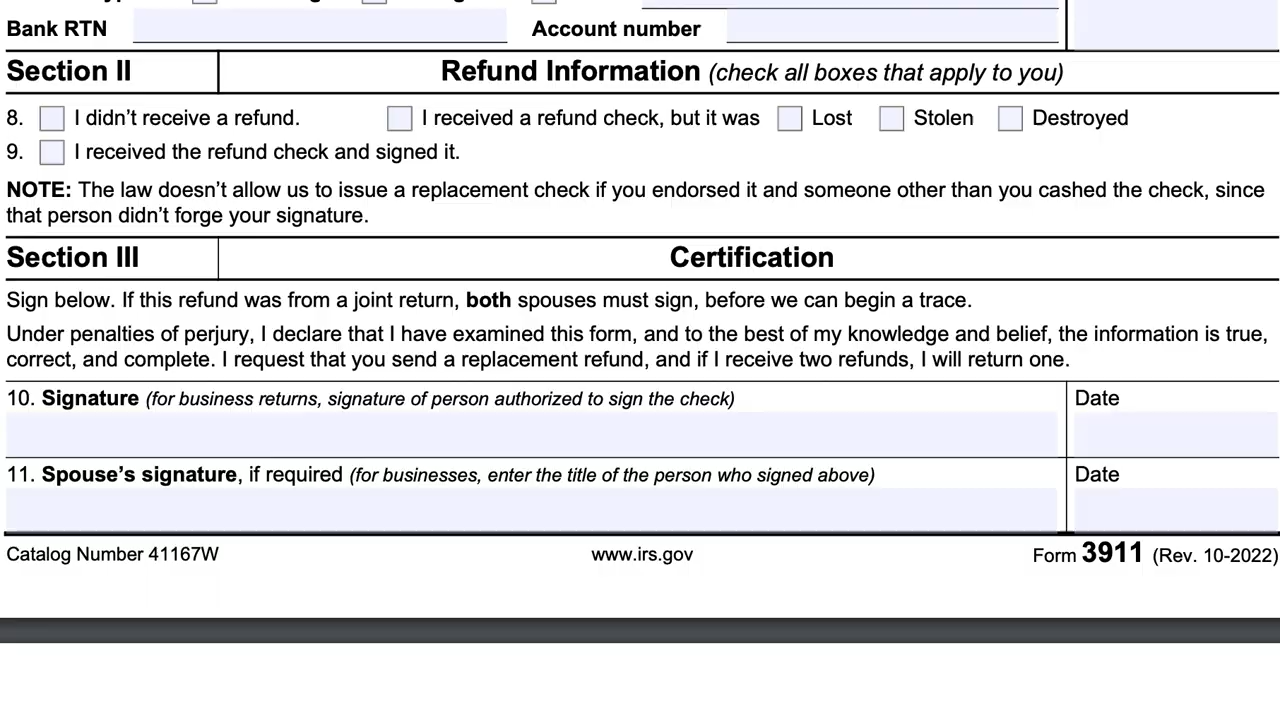 Bank RTN Account number
Section II Refund Information (check all boxes that apply to you)
8. I didn’t receive a refund. I received a refund check, but it was Lost Stolen Destroyed
9. I received the refund check and signed it.
NOTE: The law doesn’t allow us to issue a replacement check if you endorsed it and someone other than you cashed the check, since
that person didn’t forge your signature.
Section III Certification
Sign below. If this refund was from a joint return, both spouses must sign, before we can begin a trace.
Under penalties of perjury, I declare that I have examined this form, and to the best of my knowledge and belief, the information is true,
correct, and complete. I request that you send a replacement refund, and if I receive two refunds, I will return one.
10. Signature (for business returns, signature of person authorized to sign the check) Date
11. Spouse’s signature, if required (for businesses, enter the title of the person who signed above) Date
Catalog Number 41167W www.irs.gov Form 3911 (Rev. 10-2022)